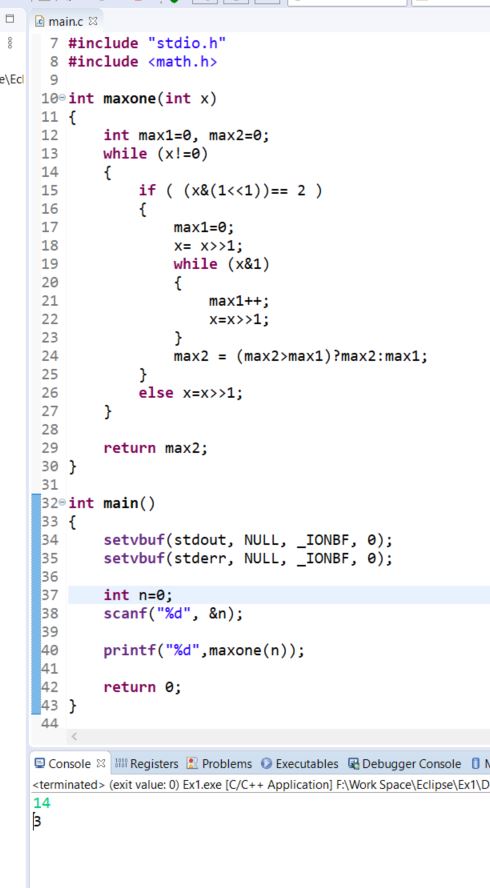 main.c
e\Ecl
7 #include "stdio.h"
8 #include <math.h>
9
10 int maxone(int x)
11 {
12     int max1=0, max2=0;
13     while (x!=0)
14     {
15         if ( (x&(1<<1))== 2 )
16         {
17             max1=0;
18             x= x>>1;
19             while (x&1)
20             {
21                 max1++;
22                 x=x>>1;
23             }
24             max2 = (max2>max1)?max2:max1;
25         }
26         else x=x>>1;
27     }
28
29     return max2;
30 }
31
32 int main()
33 {
34     setvbuf(stdout, NULL, _IONBF, 0);
35     setvbuf(stderr, NULL, _IONBF, 0);
36
37     int n=0;
38     scanf("%d", &n);
39
40     printf("%d",maxone(n));
41
42     return 0;
43 }
44
Console Registers Problems Executables Debugger Console
<terminated> (exit value: 0) Ex1.exe [C/C++ Application] F:\Work Space\Eclipse\Ex1\D
14
3